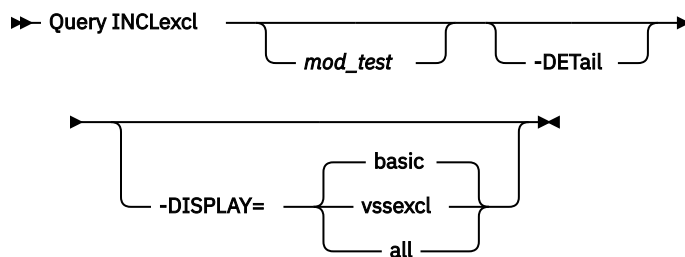 Query INCLexcl
mod_test
-DETail
basic
-DISPLAY=
vssexcl
all